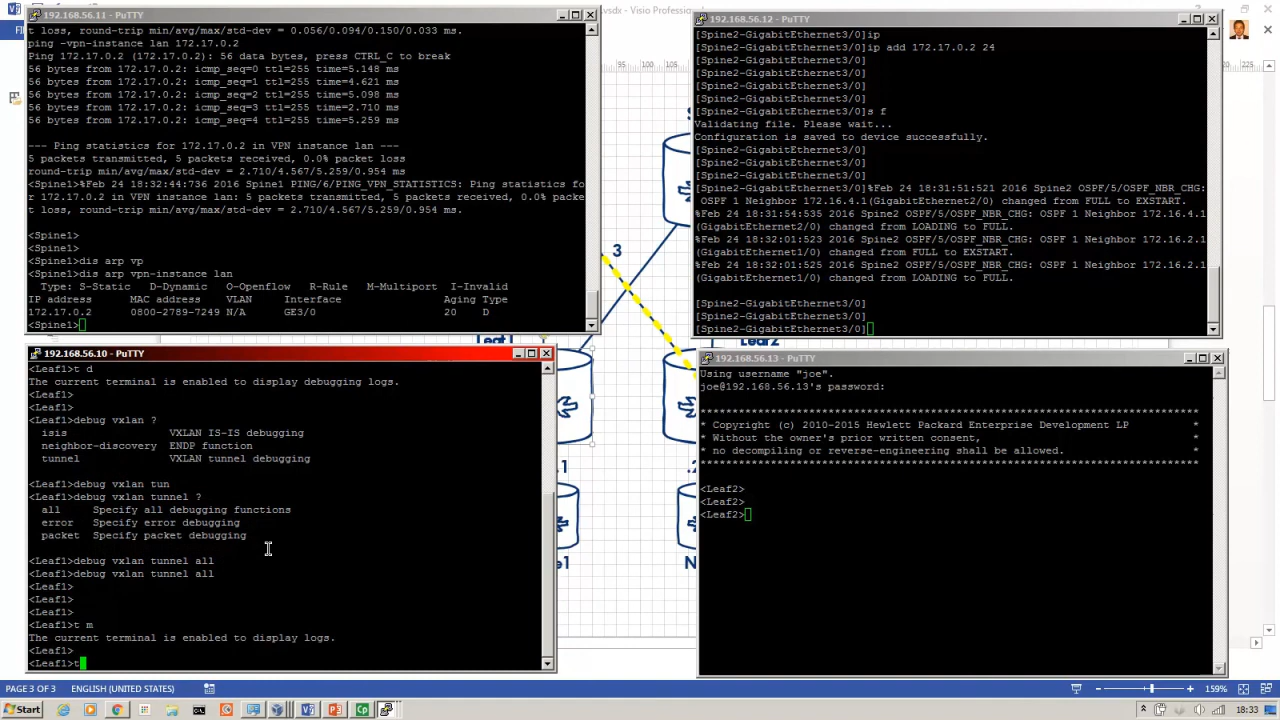 192.168.56.11 - PuTTY
t loss, round-trip min/avg/max/std-dev = 0.056/0.094/0.150/0.033 ms.
ping -vpn-instance lan 172.17.0.2
Ping 172.17.0.2 (172.17.0.2): 56 data bytes, press CTRL_C to break
56 bytes from 172.17.0.2: icmp_seq=0 ttl=255 time=5.148 ms
56 bytes from 172.17.0.2: icmp_seq=1 ttl=255 time=4.621 ms
56 bytes from 172.17.0.2: icmp_seq=2 ttl=255 time=5.098 ms
56 bytes from 172.17.0.2: icmp_seq=3 ttl=255 time=2.710 ms
56 bytes from 172.17.0.2: icmp_seq=4 ttl=255 time=5.259 ms
--- Ping statistics for 172.17.0.2 in VPN instance lan ---
5 packets transmitted, 5 packets received, 0.0% packet loss
round-trip min/avg/max/std-dev = 2.710/4.567/5.259/0.954 ms
<Spine1>%Feb 24 18:32:44:736 2016 Spine1 PING/6/PING_VPN_STATISTICS: Ping statistics fo
r 172.17.0.2 in VPN instance lan: 5 packets transmitted, 5 packets received, 0.0% packe
t loss, round-trip min/avg/max/std-dev = 2.710/4.567/5.259/0.954 ms.
<Spine1>
<Spine1>
<Spine1>dis arp vp
<Spine1>dis arp vpn-instance lan
Type: S-Static D-Dynamic O-Openflow R-Rule M-Multiport I-Invalid
IP address MAC address VLAN Interface Aging Type
172.17.0.2 0800-2789-7249 N/A GE3/0 20 D
<Spine1>
.vsdx - Visio Profession
192.168.56.12 - PuTTY
[Spine2-GigabitEthernet3/0]ip
[Spine2-GigabitEthernet3/0]ip add 172.17.0.2 24
[Spine2-GigabitEthernet3/0]
[Spine2-GigabitEthernet3/0]
[Spine2-GigabitEthernet3/0]
[Spine2-GigabitEthernet3/0]
[Spine2-GigabitEthernet3/0]s f
Validating file. Please wait...
Configuration is saved to device successfully.
[Spine2-GigabitEthernet3/0]
[Spine2-GigabitEthernet3/0]
[Spine2-GigabitEthernet3/0]
[Spine2-GigabitEthernet3/0]%Feb 24 18:31:51:521 2016 Spine2 OSPF/5/OSPF_NBR_CHG:
OSPF 1 Neighbor 172.16.4.1(GigabitEthernet2/0) changed from FULL to EXSTART.
%Feb 24 18:31:54:535 2016 Spine2 OSPF/5/OSPF_NBR_CHG: OSPF 1 Neighbor 172.16.4.1
(GigabitEthernet2/0) changed from LOADING to FULL.
%Feb 24 18:32:01:523 2016 Spine2 OSPF/5/OSPF_NBR_CHG: OSPF 1 Neighbor 172.16.2.1
(GigabitEthernet1/0) changed from FULL to EXSTART.
%Feb 24 18:32:01:525 2016 Spine2 OSPF/5/OSPF_NBR_CHG: OSPF 1 Neighbor 172.16.2.1
(GigabitEthernet1/0) changed from LOADING to FULL.
[Spine2-GigabitEthernet3/0]
[Spine2-GigabitEthernet3/0]
[Spine2-GigabitEthernet3/0]
95 100 105
225
3
192.168.56.10 - PuTTY
<Leaf1>t d
The current terminal is enabled to display debugging logs.
<Leaf1>
<Leaf1>
<Leaf1>debug vxlan ?
isis VXLAN IS-IS debugging
neighbor-discovery ENDP function
tunnel VXLAN tunnel debugging
<Leaf1>debug vxlan tun
<Leaf1>debug vxlan tunnel ?
all Specify all debugging functions
error Specify error debugging
packet Specify packet debugging
<Leaf1>debug vxlan tunnel all
<Leaf1>debug vxlan tunnel all
<Leaf1>
<Leaf1>
<Leaf1>
<Leaf1>t m
The current terminal is enabled to display logs.
<Leaf1>
<Leaf1>t
192.168.56.13 - PuTTY
Using username "joe".
joe@192.168.56.13's password:
******************************************************************************
* Copyright (c) 2010-2015 Hewlett Packard Enterprise Development LP *
* Without the owner's prior written consent, *
* no decompiling or reverse-engineering shall be allowed. *
******************************************************************************
<Leaf2>
<Leaf2>
<Leaf2>
PAGE 3 OF 3 ENGLISH (UNITED STATES) 159%
Start 18:33